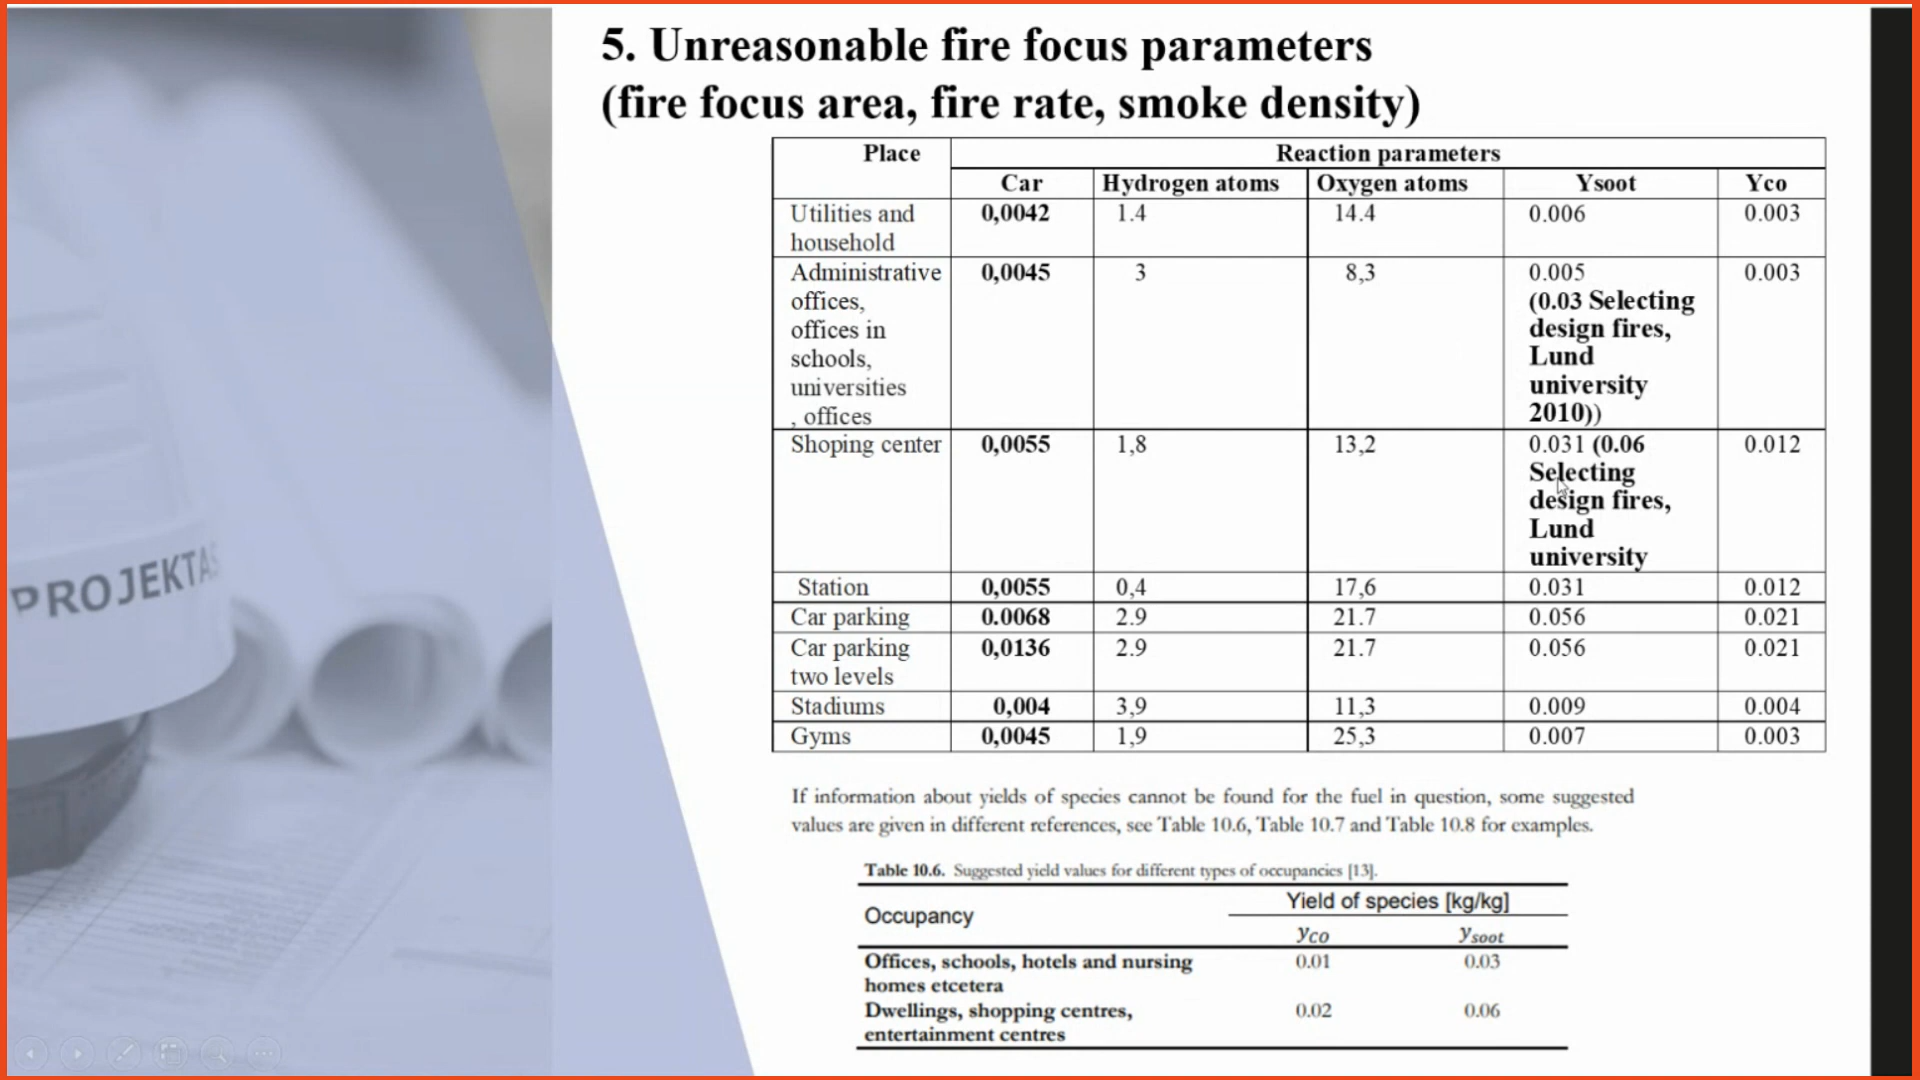 5. Unreasonable fire focus parameters
(fire focus area, fire rate, smoke density)
Place Reaction parameters
Car Hydrogen atoms Oxygen atoms Ysoot Yco
Utilities and household 0,0042 1.4 14.4 0.006 0.003
Administrative offices, offices in schools, universities , offices 0,0045 3 8,3 0.005 (0.03 Selecting design fires, Lund university 2010)) 0.003
Shoping center 0,0055 1,8 13,2 0.031 (0.06 Selecting design fires, Lund university 0.012
Station 0,0055 0,4 17,6 0.031 0.012
Car parking 0.0068 2.9 21.7 0.056 0.021
Car parking two levels 0,0136 2.9 21.7 0.056 0.021
Stadiums 0,004 3,9 11,3 0.009 0.004
Gyms 0,0045 1,9 25,3 0.007 0.003
If information about yields of species cannot be found for the fuel in question, some suggested
values are given in different references, see Table 10.6, Table 10.7 and Table 10.8 for examples.
Table 10.6. Suggested yield values for different types of occupancies [13].
Occupancy Yield of species [kg/kg]
yCO ysoot
Offices, schools, hotels and nursing homes etcetera 0.01 0.03
Dwellings, shopping centres, entertainment centres 0.02 0.06
PROJEKTAS